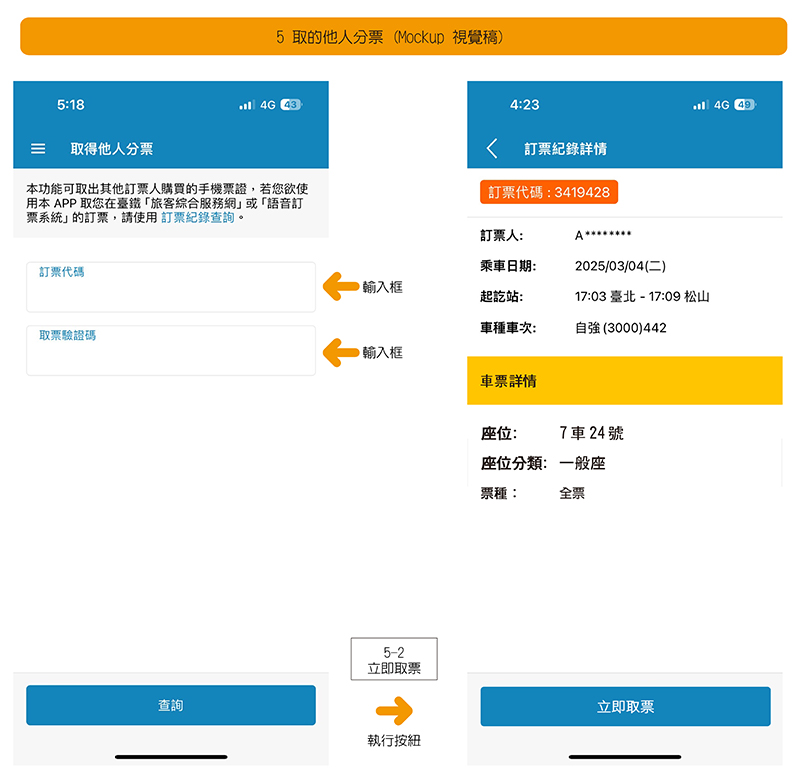 5 取的他人分票 (Mockup 視覺稿)
5:18
4G 43
取得他人分票
本功能可取出其他訂票人購買的手機票證，若您欲使
用本 APP 取您在臺鐵「旅客綜合服務網」或「語音訂
票系統」的訂票，請使用 訂票紀錄查詢。
訂票代碼
輸入框
取票驗證碼
輸入框
查詢
5-2
立即取票
執行按紐
4:23
4G 49
訂票紀錄詳情
訂票代碼：3419428
訂票人: A********
乘車日期: 2025/03/04(二)
起訖站: 17:03 臺北 - 17:09 松山
車種車次: 自強(3000)442
車票詳情
座位: 7車24號
座位分類: 一般座
票種： 全票
立即取票